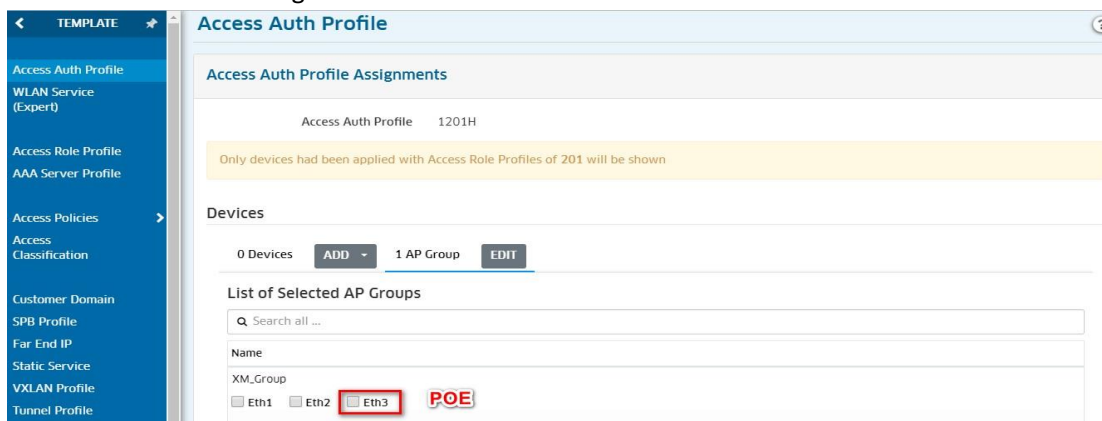 TEMPLATE
Access Auth Profile
WLAN Service
(Expert)
Access Role Profile
AAA Server Profile
Access Policies
Access
Classification
Customer Domain
SPB Profile
Far End IP
Static Service
VXLAN Profile
Tunnel Profile
Access Auth Profile
Access Auth Profile Assignments
Access Auth Profile 1201H
Only devices had been applied with Access Role Profiles of 201 will be shown
Devices
0 Devices ADD 1 AP Group EDIT
List of Selected AP Groups
Search all ...
Name
XM_Group
Eth1 Eth2 Eth3 POE